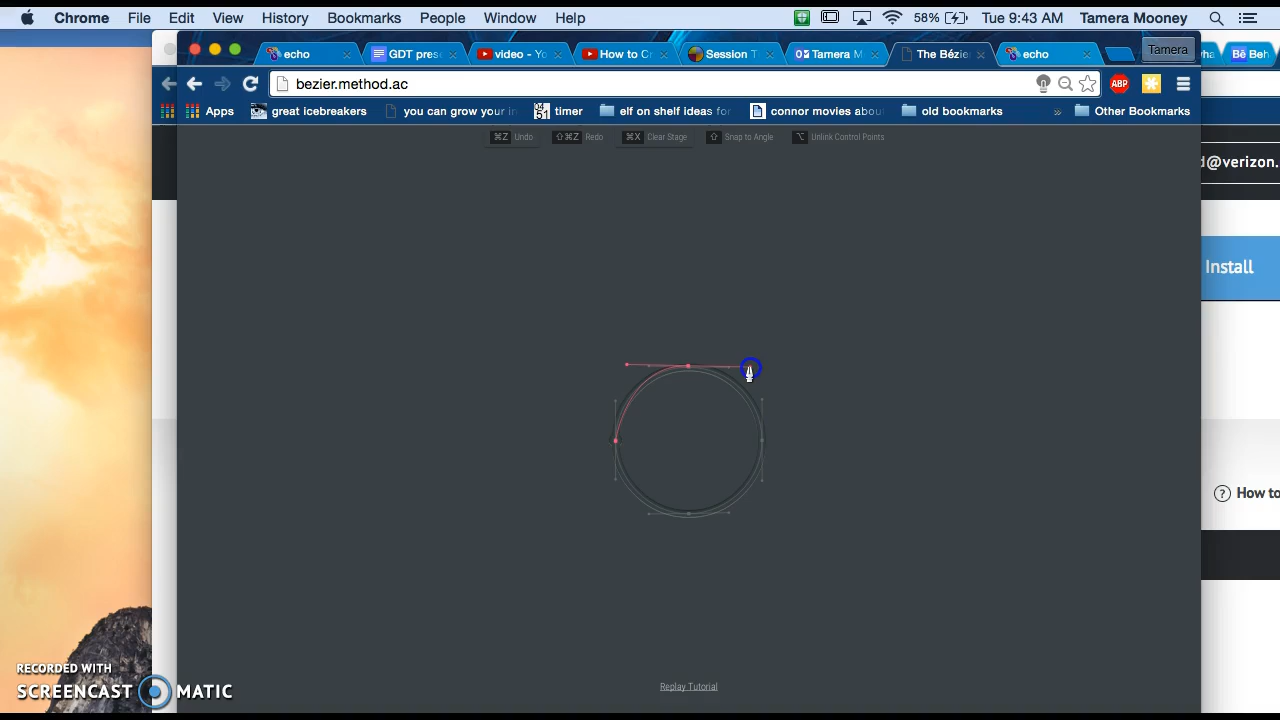 Chrome File Edit View History Bookmarks People Window Help 58% Tue 9:43 AM Tamera Mooney
echo GDT pres video - Yo How to Cr Session T Tamera M The Bézie echo Tamera Bē Beh
bezier.method.ac ABP
Apps great icebreakers you can grow your in timer elf on shelf ideas for connor movies abou old bookmarks » Other Bookmarks
⌘Z Undo ⇧⌘Z Redo ⌘X Clear Stage ⇧ Snap to Angle ⌥ Unlink Control Points
d@verizon.
Install
? How to
Replay Tutorial
RECORDED WITH
SCREENCAST MATIC